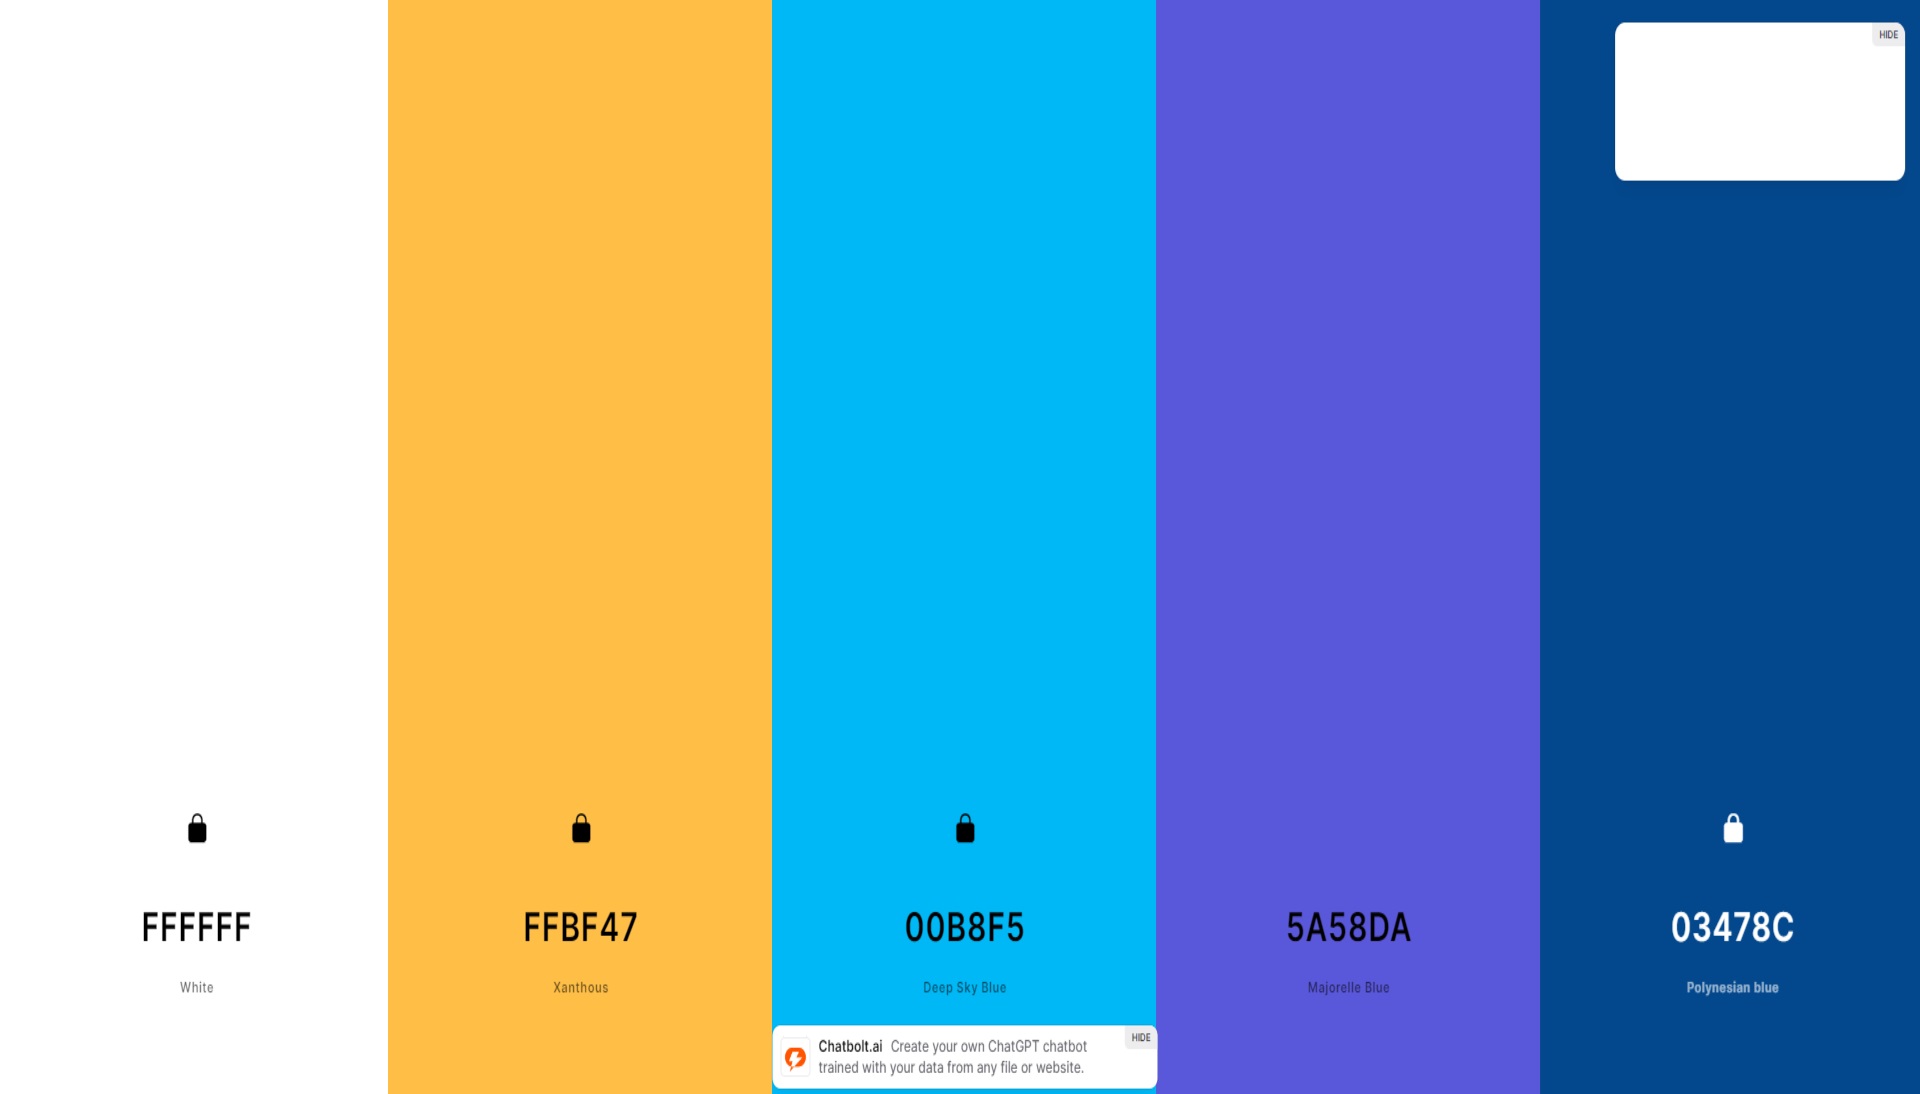 HIDE
FFFFFF
FFBF47
00B8F5
5A58DA
03478C
White
Xanthous
Deep Sky Blue
Majorelle Blue
Polynesian blue
HIDE
Chatbolt.ai Create your own ChatGPT chatbot
trained with your data from any file or website.